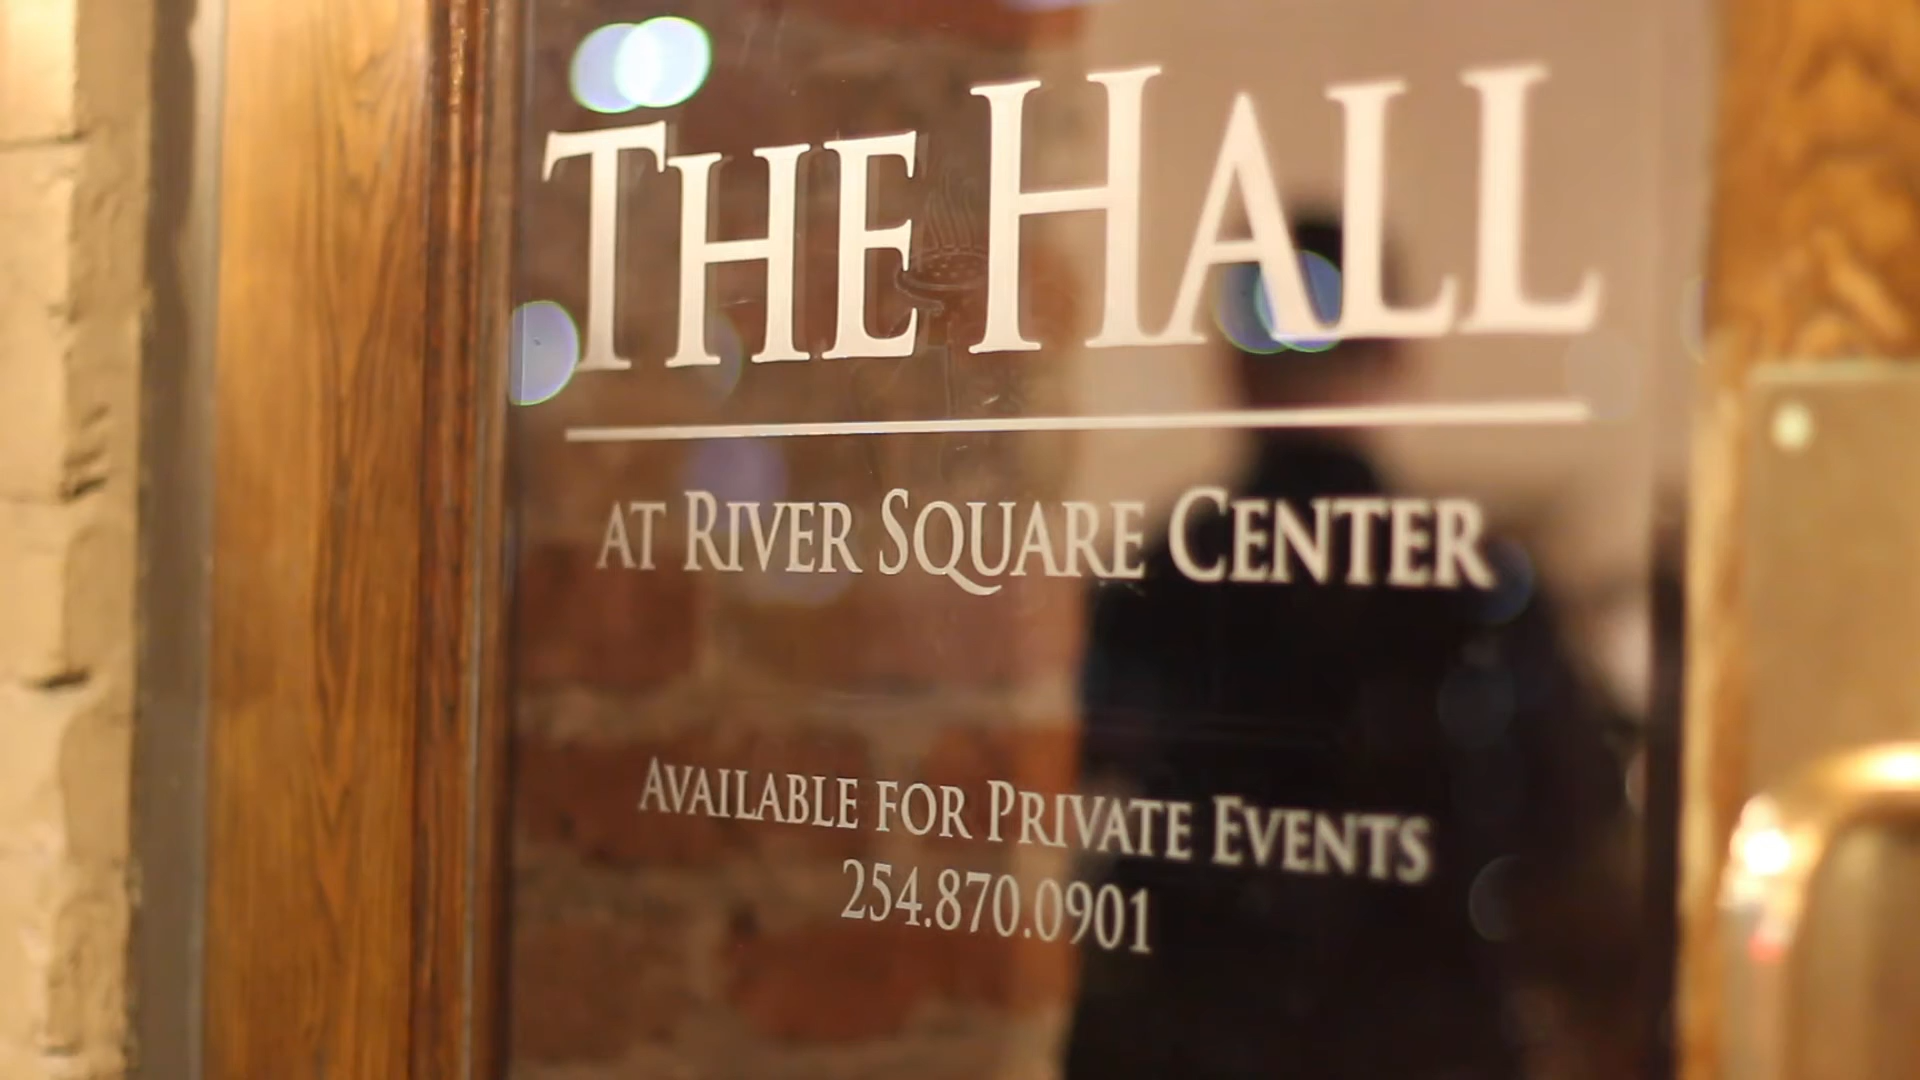 THE HALL
AT RIVER SQUARE CENTER
AVAILABLE FOR PRIVATE EVENTS
254.870.0901